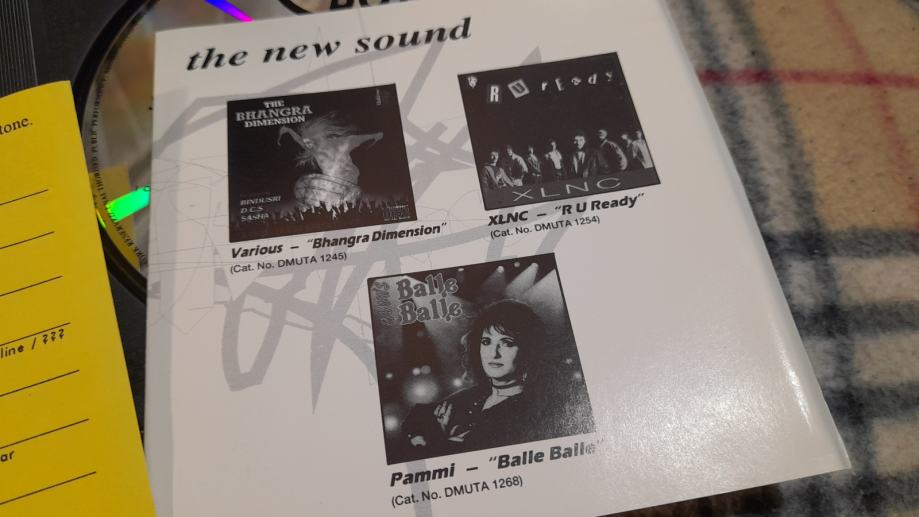 the new sound
THE
BHANGRA
DIMENSION
BINDUSRI
D.C.S.
SASHA
Various – "Bhangra Dimension"
(Cat. No. DMUTA 1245)
R U rEady
XLNC
XLNC – "R U Ready"
(Cat. No. DMUTA 1254)
Balle
Balle
Pammi – "Balle Balle"
(Cat. No. DMUTA 1268)
tone.
line / ???
ar